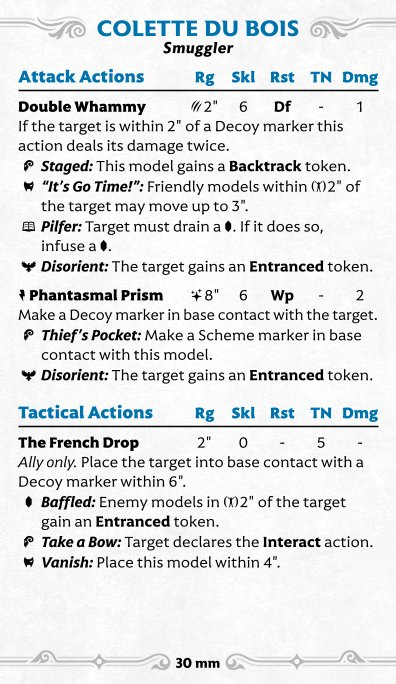 COLETTE DU BOIS
Smuggler
Attack Actions Rg Skl Rst TN Dmg
Double Whammy 2" 6 Df - 1
If the target is within 2" of a Decoy marker this
action deals its damage twice.
Staged: This model gains a Backtrack token.
"It's Go Time!": Friendly models within 2" of
the target may move up to 3".
Pilfer: Target must drain a . If it does so,
infuse a .
Disorient: The target gains an Entranced token.
Phantasmal Prism 8" 6 Wp - 2
Make a Decoy marker in base contact with the target.
Thief's Pocket: Make a Scheme marker in base
contact with this model.
Disorient: The target gains an Entranced token.
Tactical Actions Rg Skl Rst TN Dmg
The French Drop 2" 0 - 5 -
Ally only. Place the target into base contact with a
Decoy marker within 6".
Baffled: Enemy models in 2" of the target
gain an Entranced token.
Take a Bow: Target declares the Interact action.
Vanish: Place this model within 4".
30 mm